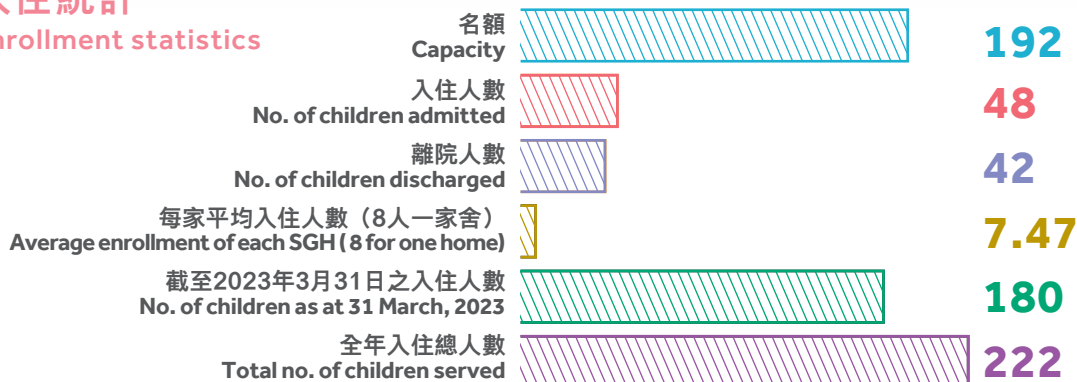 住統計
nrollment statistics
名額
Capacity
192
入住人數
No. of children admitted
48
離院人數
No. of children discharged
42
每家平均入住人數（8人一家舍）
Average enrollment of each SGH ( 8 for one home)
7.47
截至2023年3月31日之入住人數
No. of children as at 31 March, 2023
180
全年入住總人數
Total no. of children served
222